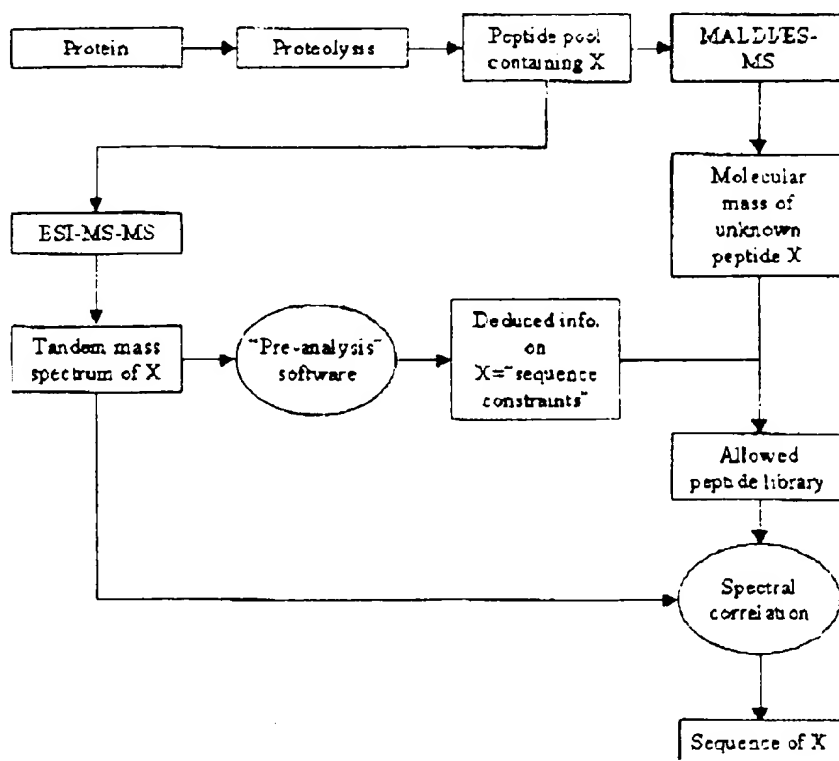 Protein
Proteolysis
Peptide pool
containing X
MALDI/ES-
MS
ESI-MS-MS
Molecular
mass of
unknown
peptide X
Tandem mass
spectrum of X
"Pre-analysis"
software
Deduced info.
on
X="sequence
constraints"
Allowed
peptide library
Spectral
correlation
Sequence of X